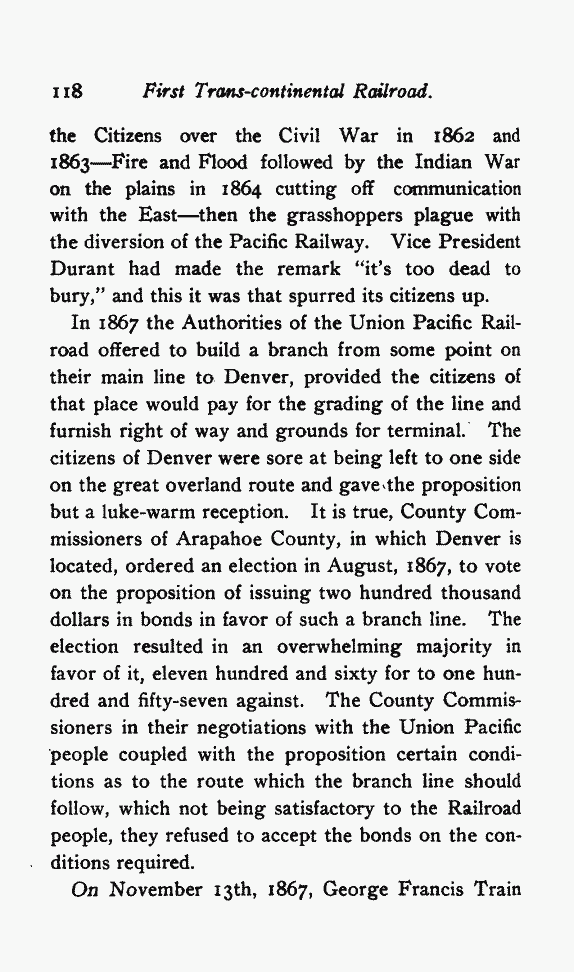 118 First Trans-continental Railroad.
the Citizens over the Civil War in 1862 and
1863—Fire and Flood followed by the Indian War
on the plains in 1864 cutting off communication
with the East—then the grasshoppers plague with
the diversion of the Pacific Railway. Vice President
Durant had made the remark “it's too dead to
bury,” and this it was that spurred its citizens up.
In 1867 the Authorities of the Union Pacific Rail-
road offered to build a branch from some point on
their main line to Denver, provided the citizens of
that place would pay for the grading of the line and
furnish right of way and grounds for terminal. The
citizens of Denver were sore at being left to one side
on the great overland route and gave the proposition
but a luke-warm reception. It is true, County Com-
missioners of Arapahoe County, in which Denver is
located, ordered an election in August, 1867, to vote
on the proposition of issuing two hundred thousand
dollars in bonds in favor of such a branch line. The
election resulted in an overwhelming majority in
favor of it, eleven hundred and sixty for to one hun-
dred and fifty-seven against. The County Commis-
sioners in their negotiations with the Union Pacific
people coupled with the proposition certain condi-
tions as to the route which the branch line should
follow, which not being satisfactory to the Railroad
people, they refused to accept the bonds on the con-
ditions required.
On November 13th, 1867, George Francis Train